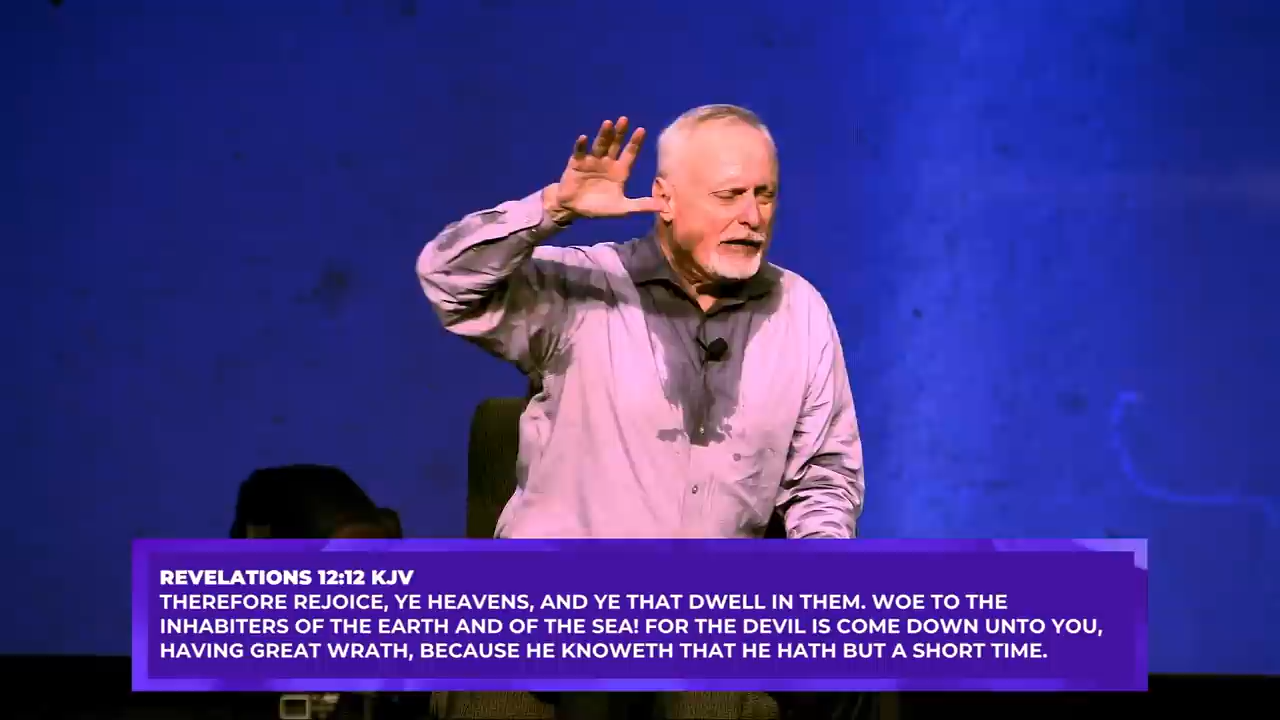 REVELATIONS 12:12 KJV
THEREFORE REJOICE, YE HEAVENS, AND YE THAT DWELL IN THEM. WOE TO THE
INHABITERS OF THE EARTH AND OF THE SEA! FOR THE DEVIL IS COME DOWN UNTO YOU,
HAVING GREAT WRATH, BECAUSE HE KNOWETH THAT HE HATH BUT A SHORT TIME.